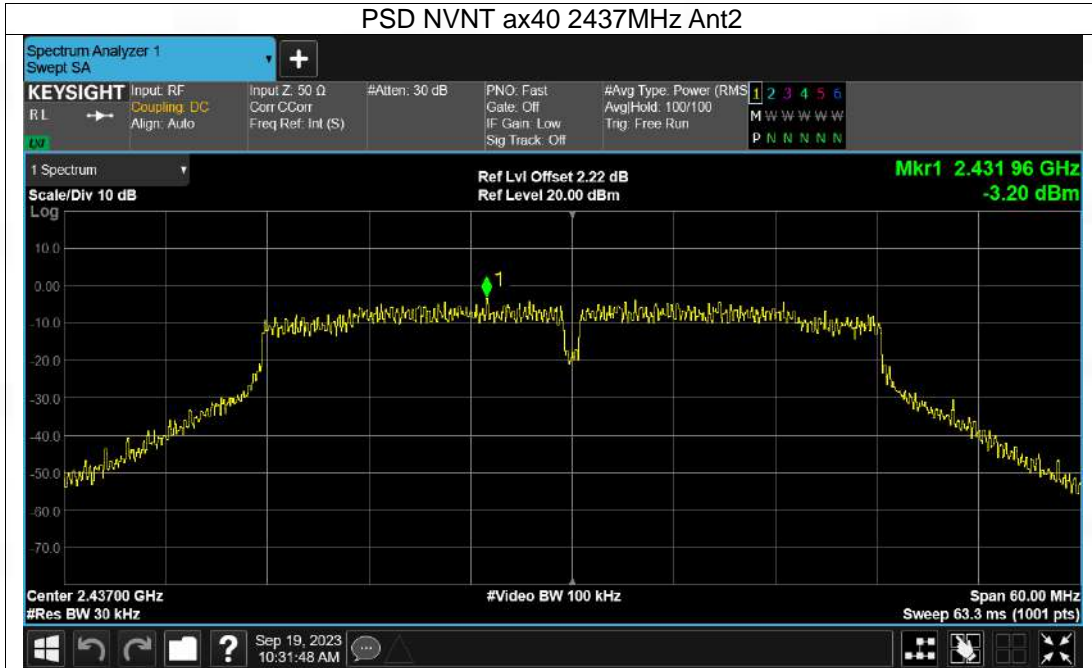 PSD NVNT ax40 2437MHz Ant2
Spectrum Analyzer 1
Swept SA
+
KEYSIGHT Input: RF Input Z: 50 Ω #Atten: 30 dB PNO: Fast #Avg Type: Power (RMS 1 2 3 4 5 6
RL Coupling: DC Corr CCorr Gate: Off Avg|Hold: 100/100 M W W W W W
Align: Auto Freq Ref: Int (S) IF Gain: Low Trig: Free Run
LXI Sig Track: Off P N N N N N
1 Spectrum Ref Lvl Offset 2.22 dB Mkr1 2.431 96 GHz
Scale/Div 10 dB Ref Level 20.00 dBm -3.20 dBm
Log
10.0
0.00
1
-10.0
-20.0
-30.0
-40.0
-50.0
-60.0
-70.0
Center 2.43700 GHz #Video BW 100 kHz Span 60.00 MHz
#Res BW 30 kHz Sweep 63.3 ms (1001 pts)
? Sep 19, 2023
10:31:48 AM